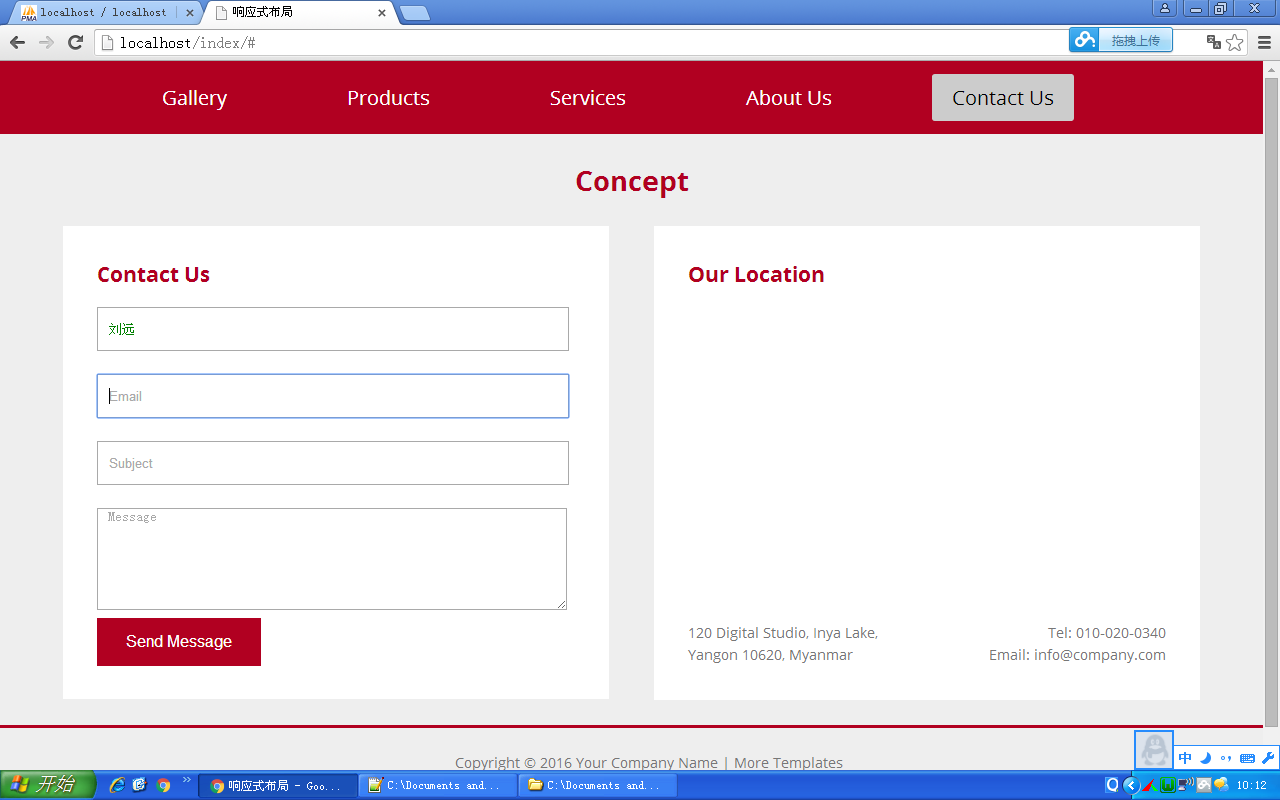 localhost / localhost
响应式布局
localhost/index/#
拖拽上传
Gallery
Products
Services
About Us
Contact Us
Concept
Contact Us
刘远
Email
Subject
Message
Send Message
Our Location
120 Digital Studio, Inya Lake,
Yangon 10620, Myanmar
Tel: 010-020-0340
Email: info@company.com
Copyright © 2016 Your Company Name | More Templates
中
开始
响应式布局 - Goo...
C:\Documents and...
C:\Documents and...
10:12